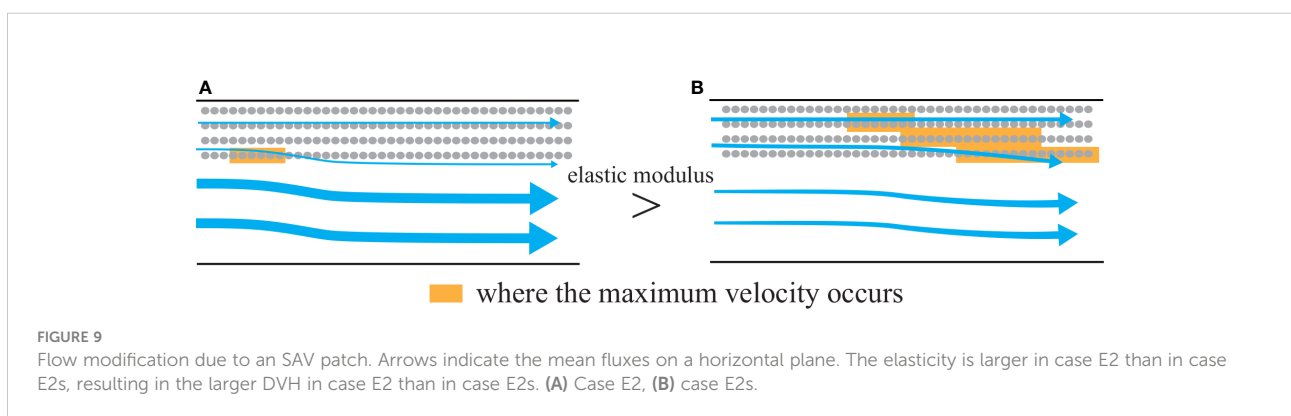 A
B
elastic modulus
>
where the maximum velocity occurs
FIGURE 9
Flow modification due to an SAV patch. Arrows indicate the mean fluxes on a horizontal plane. The elasticity is larger in case E2 than in case
E2s, resulting in the larger DVH in case E2 than in case E2s. (A) Case E2, (B) case E2s.